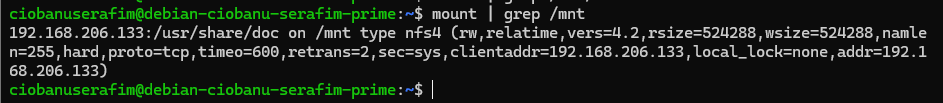 ciobanuserafim@debian-ciobanu-serafim-prime:~$ mount | grep /mnt
192.168.206.133:/usr/share/doc on /mnt type nfs4 (rw,relatime,vers=4.2,rsize=524288,wsize=524288,namle
n=255,hard,proto=tcp,timeo=600,retrans=2,sec=sys,clientaddr=192.168.206.133,local_lock=none,addr=192.1
68.206.133)
ciobanuserafim@debian-ciobanu-serafim-prime:~$